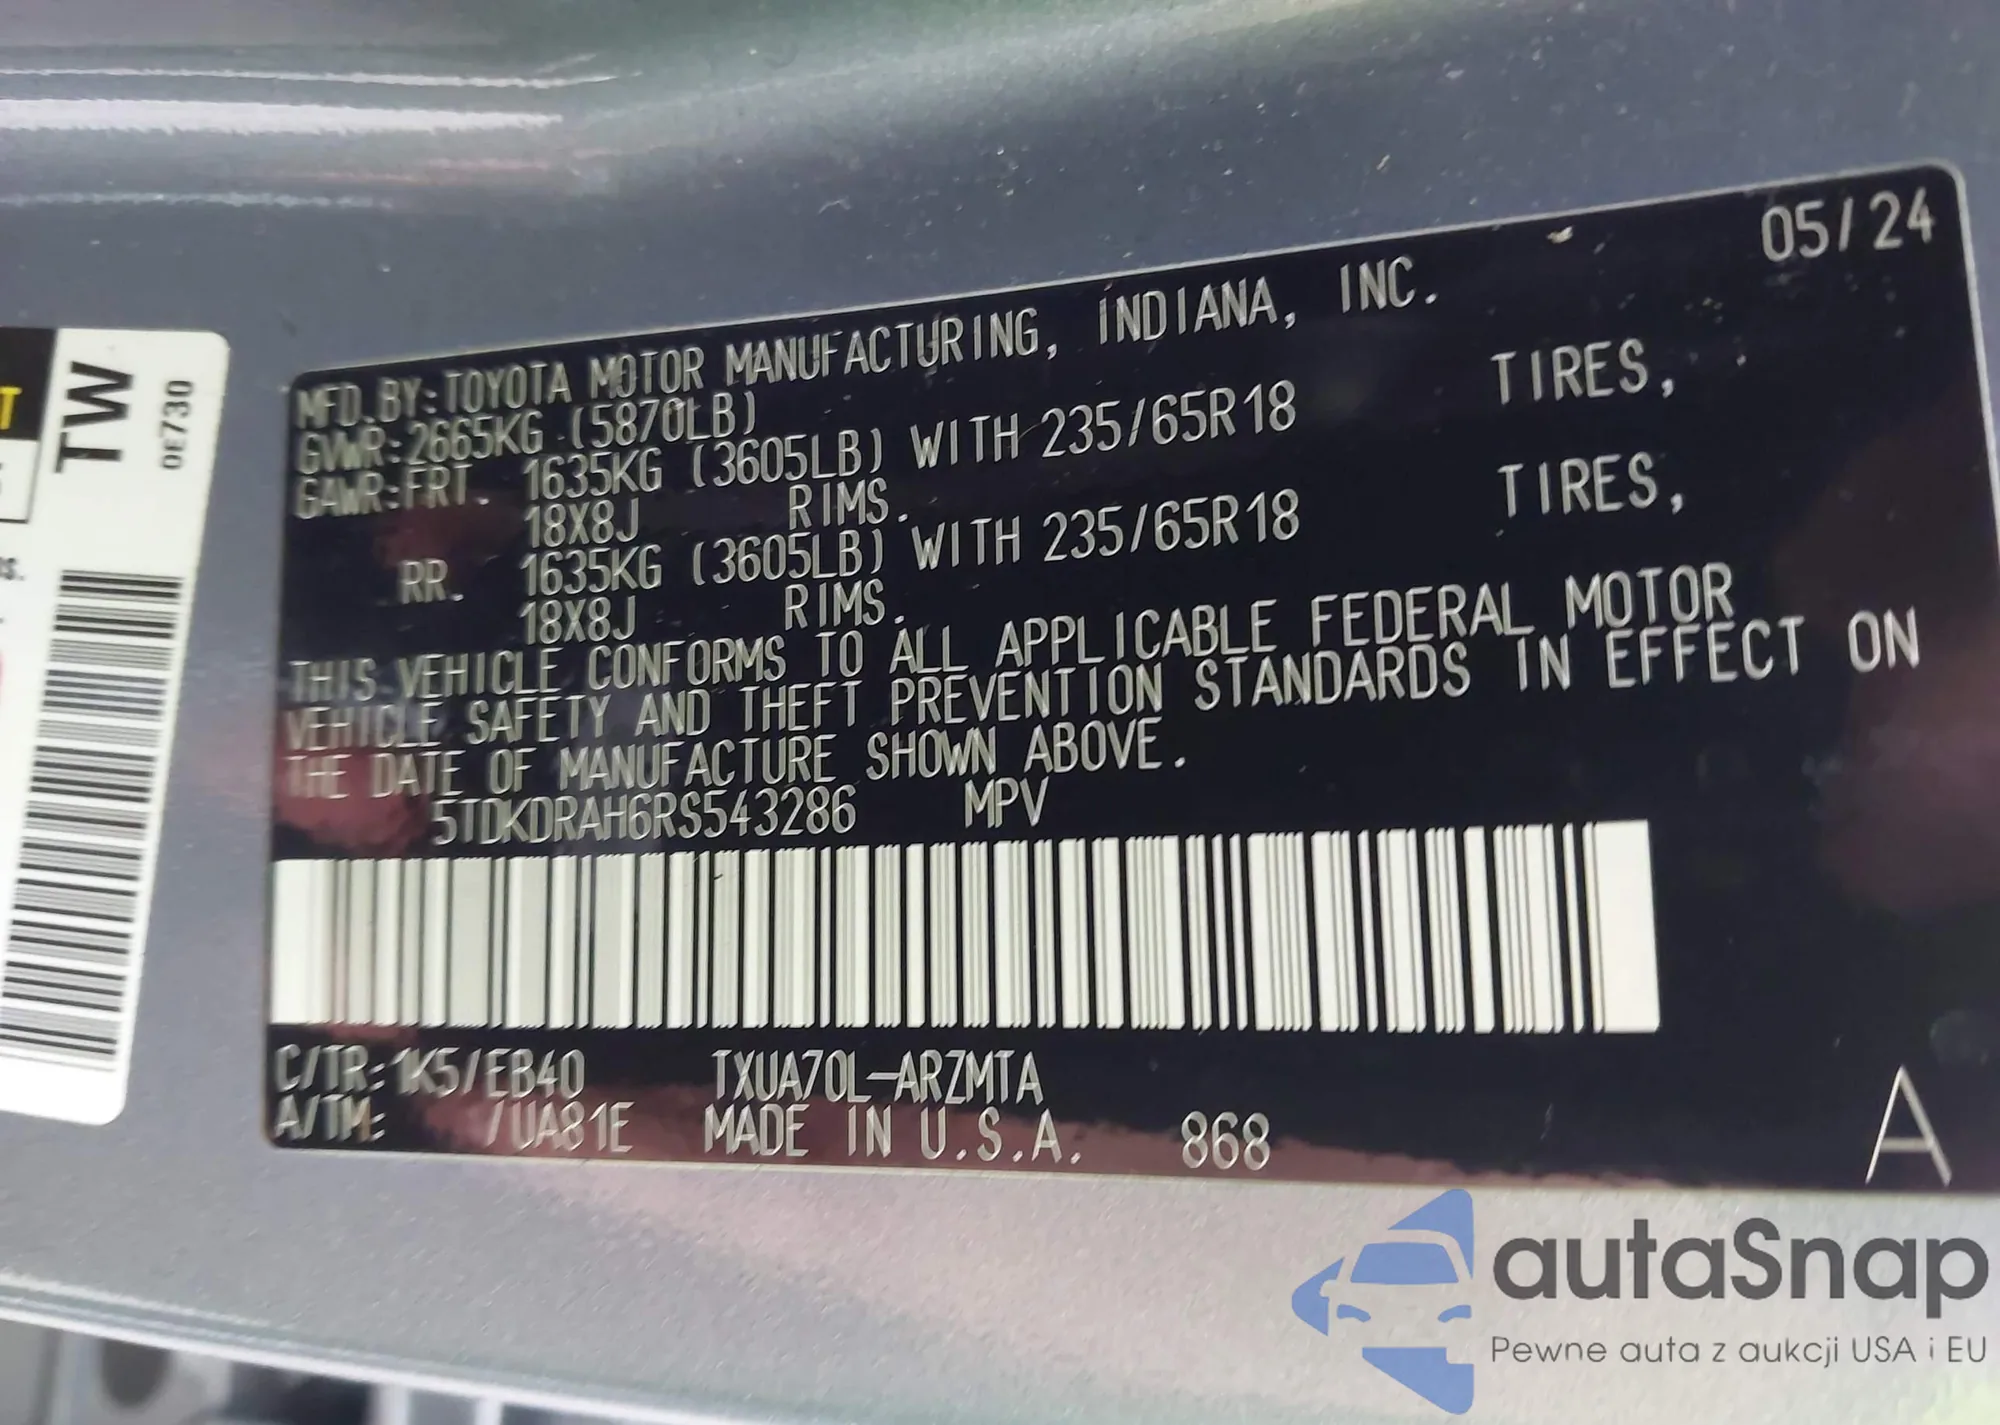 05/24
MFD. BY: TOYOTA MOTOR MANUFACTURING, INDIANA, INC.
GVWR: 2665KG (5870LB)
GAWR: FRT. 1635KG (3605LB) WITH 235/65R18 TIRES,
18X8J RIMS.
RR. 1635KG (3605LB) WITH 235/65R18 TIRES,
18X8J RIMS.
THIS VEHICLE CONFORMS TO ALL APPLICABLE FEDERAL MOTOR
VEHICLE SAFETY AND THEFT PREVENTION STANDARDS IN EFFECT ON
THE DATE OF MANUFACTURE SHOWN ABOVE.
5TDKDRAH6RS543286 MPV
C/TR: 1K5/EB40 TXUA70L-ARZMTA
A/TM: /UA81E MADE IN U.S.A. 868
A
TW
0E730
autaSnap
Pewne auta z aukcji USA i EU